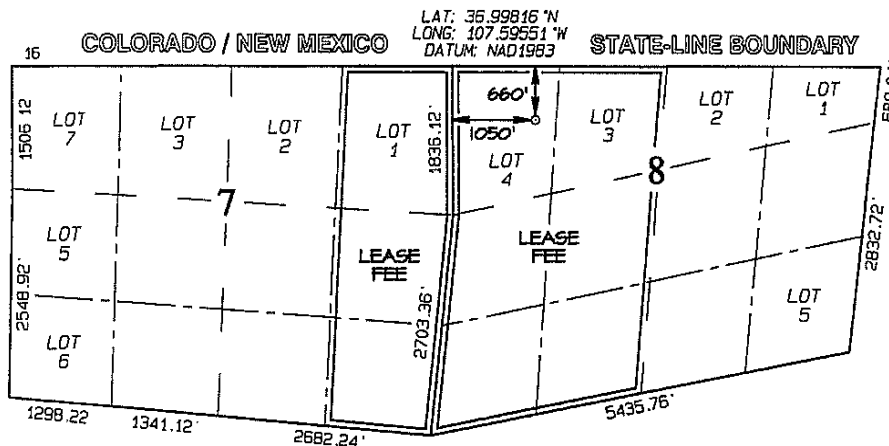 LAT: 36.99816 °N
LONG: 107.59551 °W
DATUM: NAD1983
COLORADO / NEW MEXICO
STATE-LINE BOUNDARY
16
1506 12
LOT
7
LOT
3
LOT
2
LOT
1
1836.12'
660'
1050'
LOT
4
LOT
3
LOT
2
LOT
1
7
8
LOT
5
LEASE
FEE
LEASE
FEE
2548.92'
2703.36'
2832.72'
LOT
6
LOT
5
1298.22
1341.12'
2682.24'
5435.76'